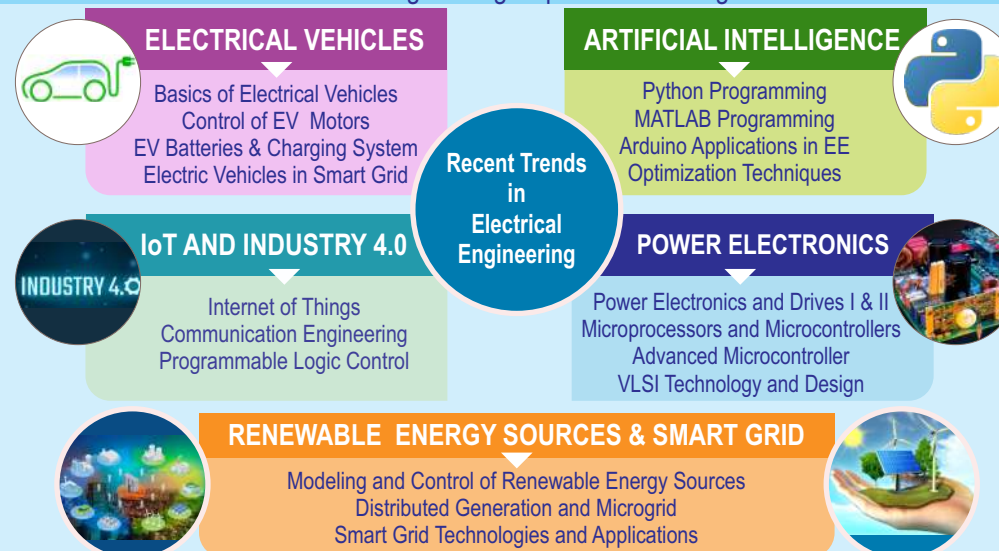 ELECTRICAL VEHICLES
Basics of Electrical Vehicles
Control of EV Motors
EV Batteries & Charging System
Electric Vehicles in Smart Grid
ARTIFICIAL INTELLIGENCE
Python Programming
MATLAB Programming
Arduino Applications in EE
Optimization Techniques
Recent Trends
in
Electrical
Engineering
INDUSTRY 4.0
IoT AND INDUSTRY 4.0
Internet of Things
Communication Engineering
Programmable Logic Control
POWER ELECTRONICS
Power Electronics and Drives I & II
Microprocessors and Microcontrollers
Advanced Microcontroller
VLSI Technology and Design
RENEWABLE ENERGY SOURCES & SMART GRID
Modeling and Control of Renewable Energy Sources
Distributed Generation and Microgrid
Smart Grid Technologies and Applications